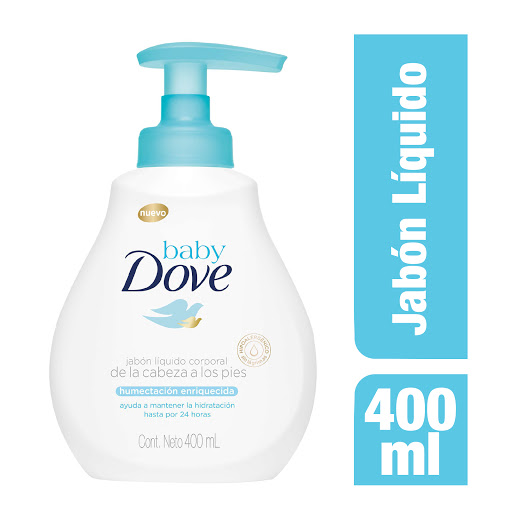 nuevo
baby
Dove
jabón líquido corporal
de la cabeza a los pies
humectación enriquecida
ayuda a mantener la hidratación
hasta por 24 horas
Cont. Neto 400 mL
HIPOALERGÉNICO
Jabón Líquido
400
ml